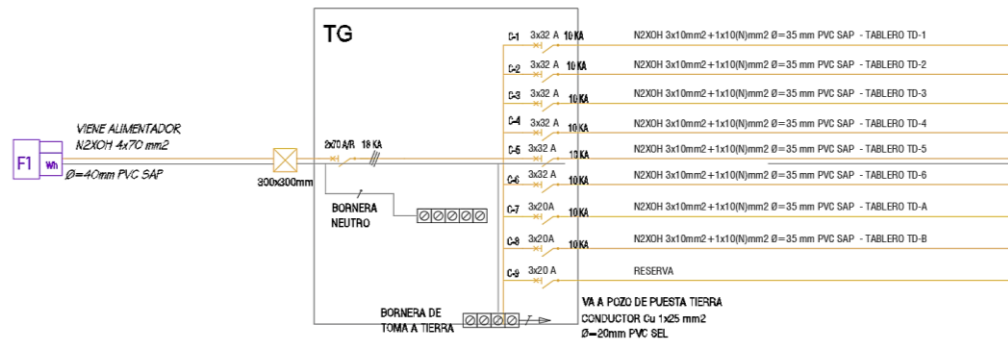 TG
C-1 3x32 A 10 KA N2XOH 3x10mm2+1x10(N)mm2 Ø=35 mm PVC SAP - TABLERO TD-1
C-2 3x32 A 10 KA N2XOH 3x10mm2+1x10(N)mm2 Ø=35 mm PVC SAP - TABLERO TD-2
C-3 3x32 A 10 KA N2XOH 3x10mm2+1x10(N)mm2 Ø=35 mm PVC SAP - TABLERO TD-3
C-4 3x32 A 10 KA N2XOH 3x10mm2+1x10(N)mm2 Ø=35 mm PVC SAP - TABLERO TD-4
C-5 3x32 A 10 KA N2XOH 3x10mm2+1x10(N)mm2 Ø=35 mm PVC SAP - TABLERO TD-5
C-6 3x32 A 10 KA N2XOH 3x10mm2+1x10(N)mm2 Ø=35 mm PVC SAP - TABLERO TD-6
C-7 3x20A 10 KA N2XOH 3x10mm2+1x10(N)mm2 Ø=35 mm PVC SAP - TABLERO TD-A
C-8 3x20A 10 KA N2XOH 3x10mm2+1x10(N)mm2 Ø=35 mm PVC SAP - TABLERO TD-B
C-9 3x20 A RESERVA
VIENE ALIMENTADOR
N2XOH 4x70 mm2
F1 Wh
Ø=40mm PVC SAP
300x300mm
KA
BORNERA
NEUTRO
BORNERA DE
TOMA A TIERRA
VA A POZO DE PUESTA TIERRA
CONDUCTOR Cu 1x25 mm2
Ø=20mm PVC SEL